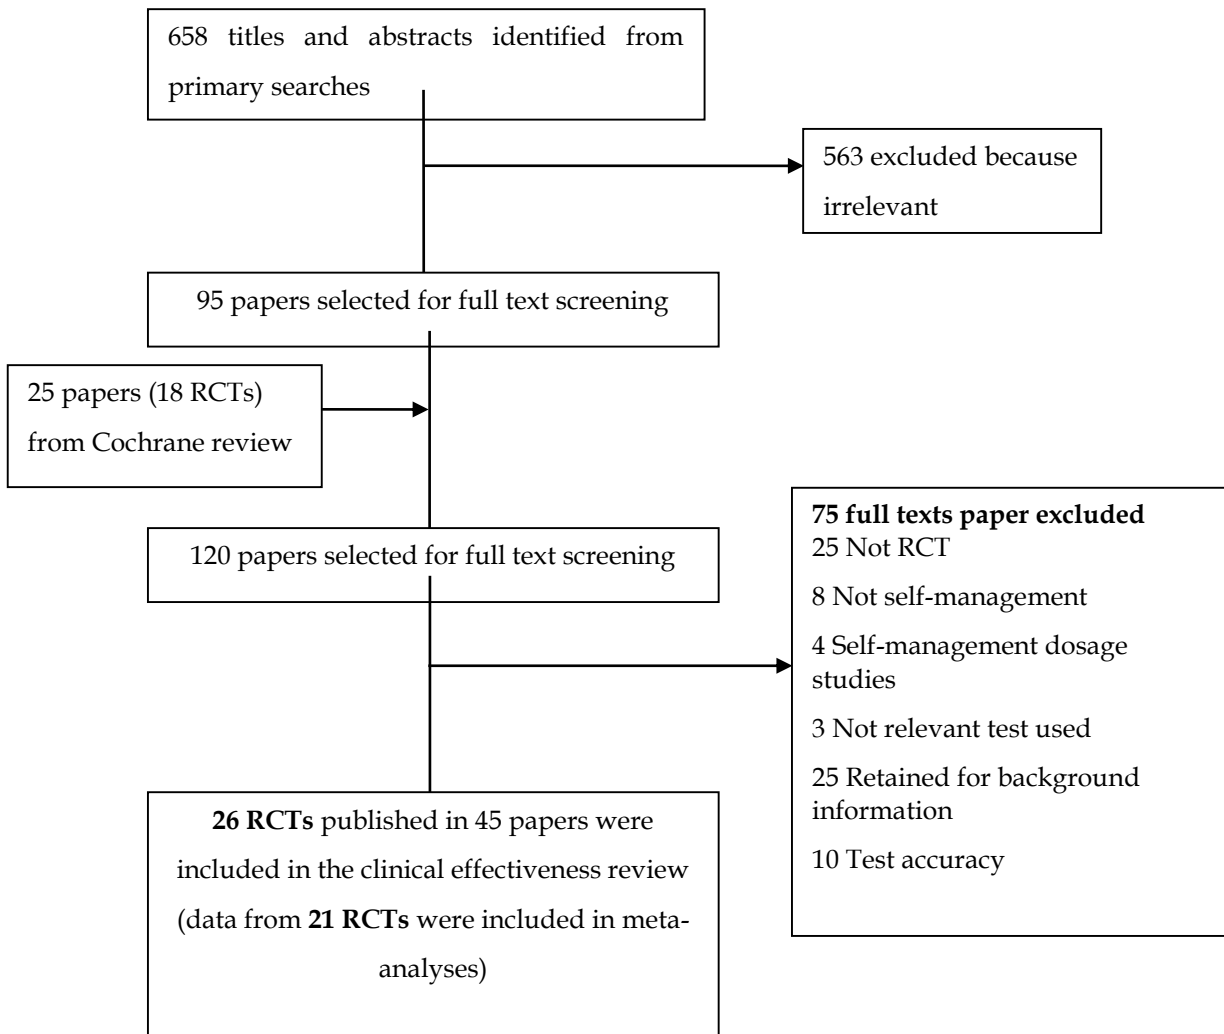 658 titles and abstracts identified from
primary searches
563 excluded because
irrelevant
95 papers selected for full text screening
25 papers (18 RCTs)
from Cochrane review
120 papers selected for full text screening
75 full texts paper excluded
25 Not RCT
8 Not self-management
4 Self-management dosage
studies
3 Not relevant test used
25 Retained for background
information
10 Test accuracy
26 RCTs published in 45 papers were
included in the clinical effectiveness review
(data from 21 RCTs were included in meta-
analyses)